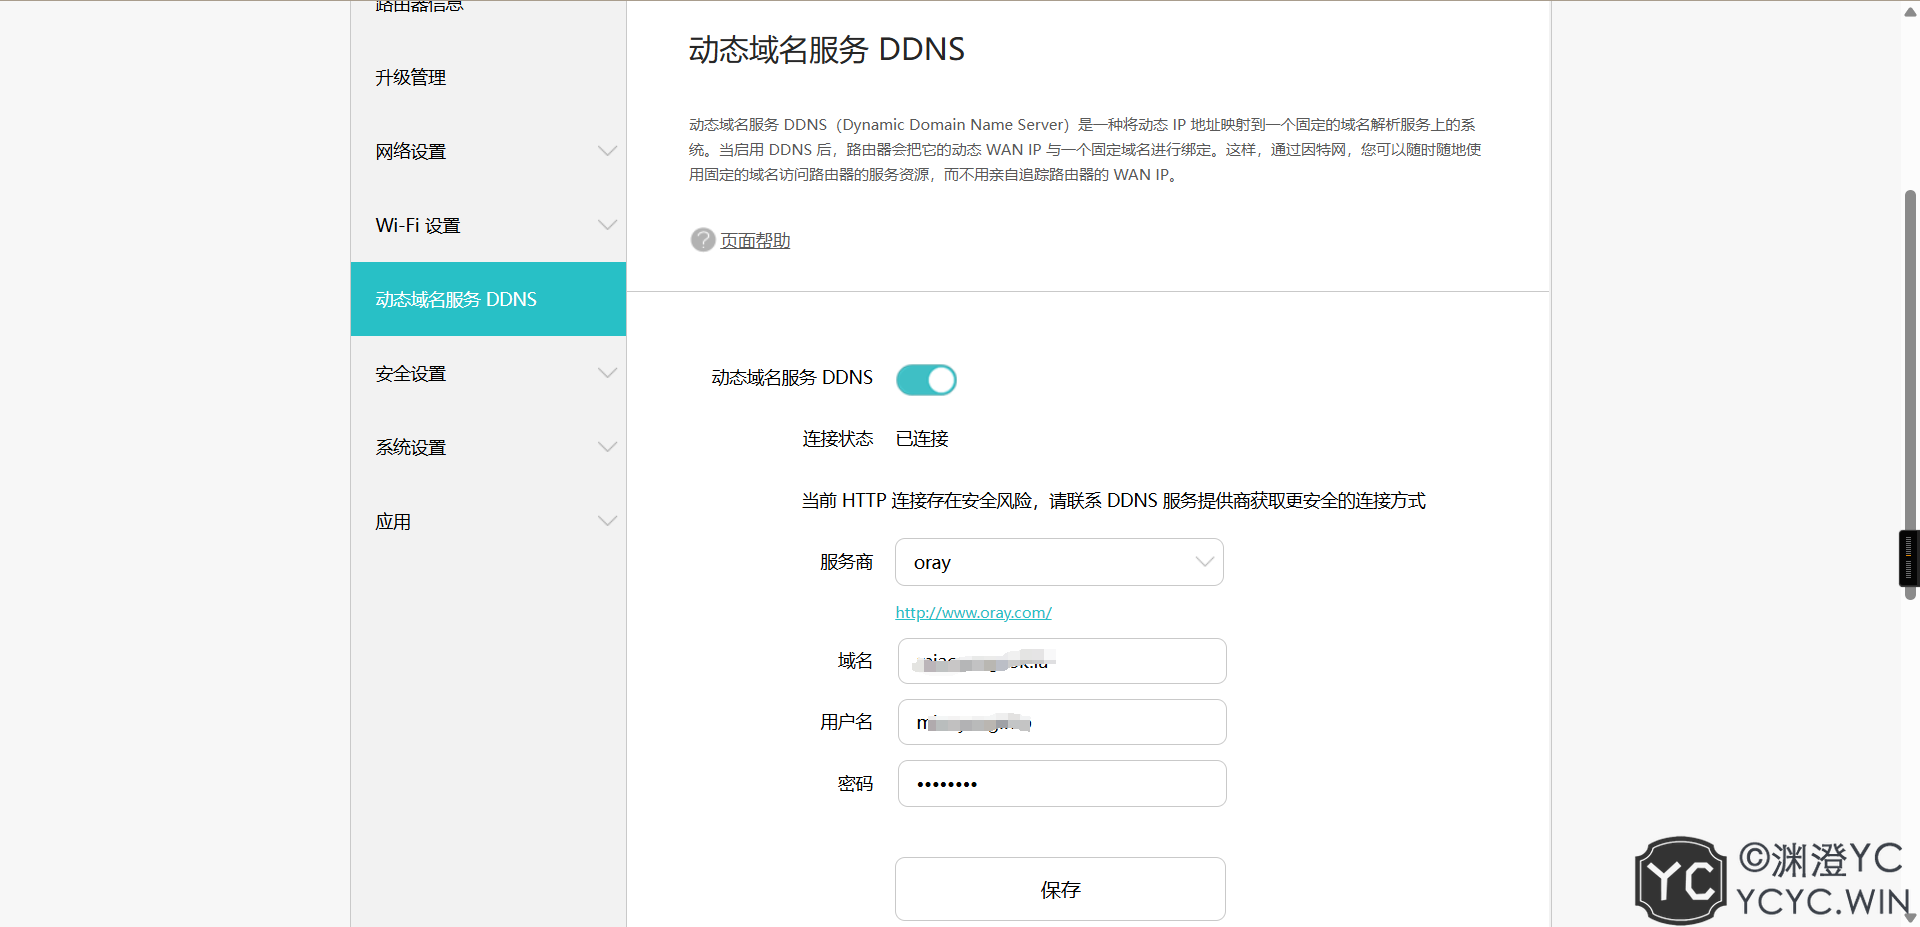 路由器信息
升级管理
网络设置
Wi-Fi 设置
动态域名服务 DDNS
安全设置
系统设置
应用
动态域名服务 DDNS
动态域名服务 DDNS（Dynamic Domain Name Server）是一种将动态 IP 地址映射到一个固定的域名解析服务上的系
统。当启用 DDNS 后，路由器会把它的动态 WAN IP 与一个固定域名进行绑定。这样，通过因特网，您可以随时随地使
用固定的域名访问路由器的服务资源，而不用亲自追踪路由器的 WAN IP。
? 页面帮助
动态域名服务 DDNS
连接状态 已连接
当前 HTTP 连接存在安全风险，请联系 DDNS 服务提供商获取更安全的连接方式
服务商 oray
http://www.oray.com/
域名
用户名
密码 ••••••••
保存
YC ©渊澄YC
YCYC.WIN